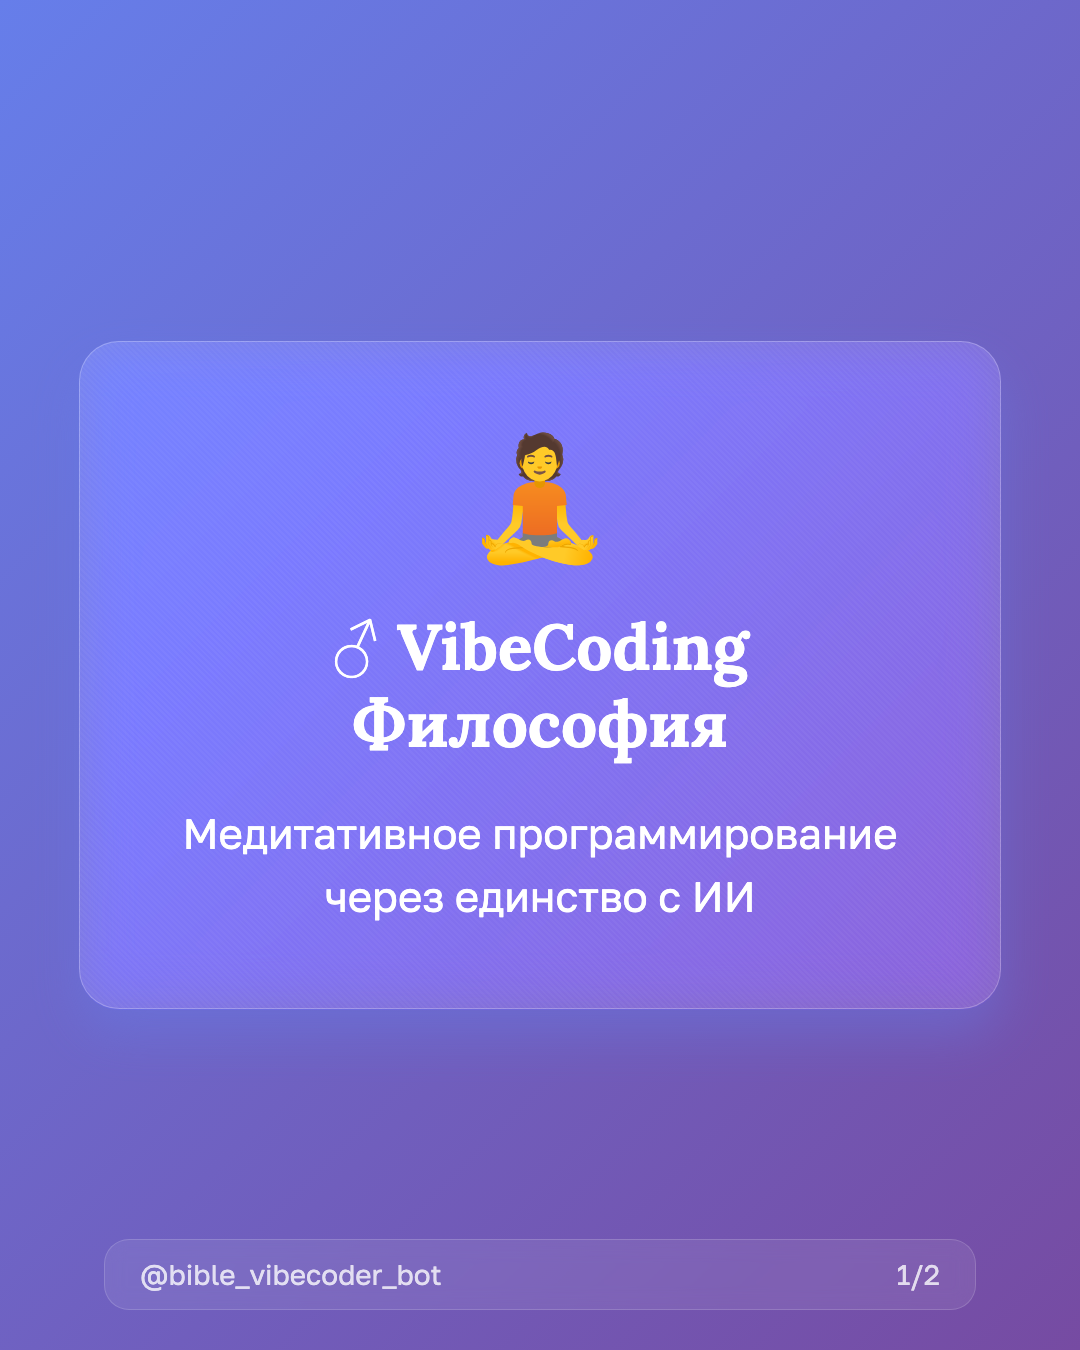 ♂ VibeCoding
Философия
Медитативное программирование
через единство с ИИ
@bible_vibecoder_bot
1/2